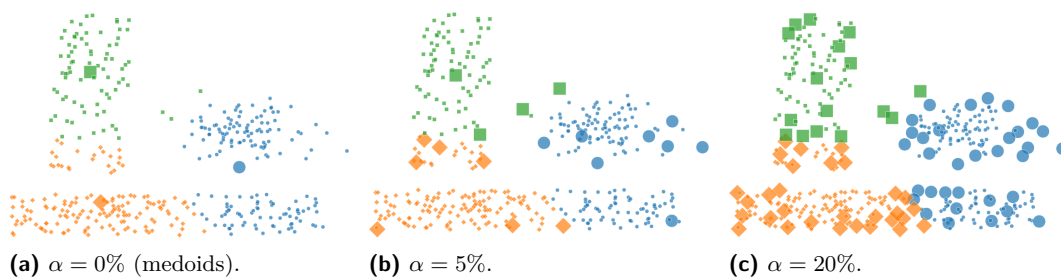 (a) α = 0% (medoids).
(b) α = 5%.
(c) α = 20%.